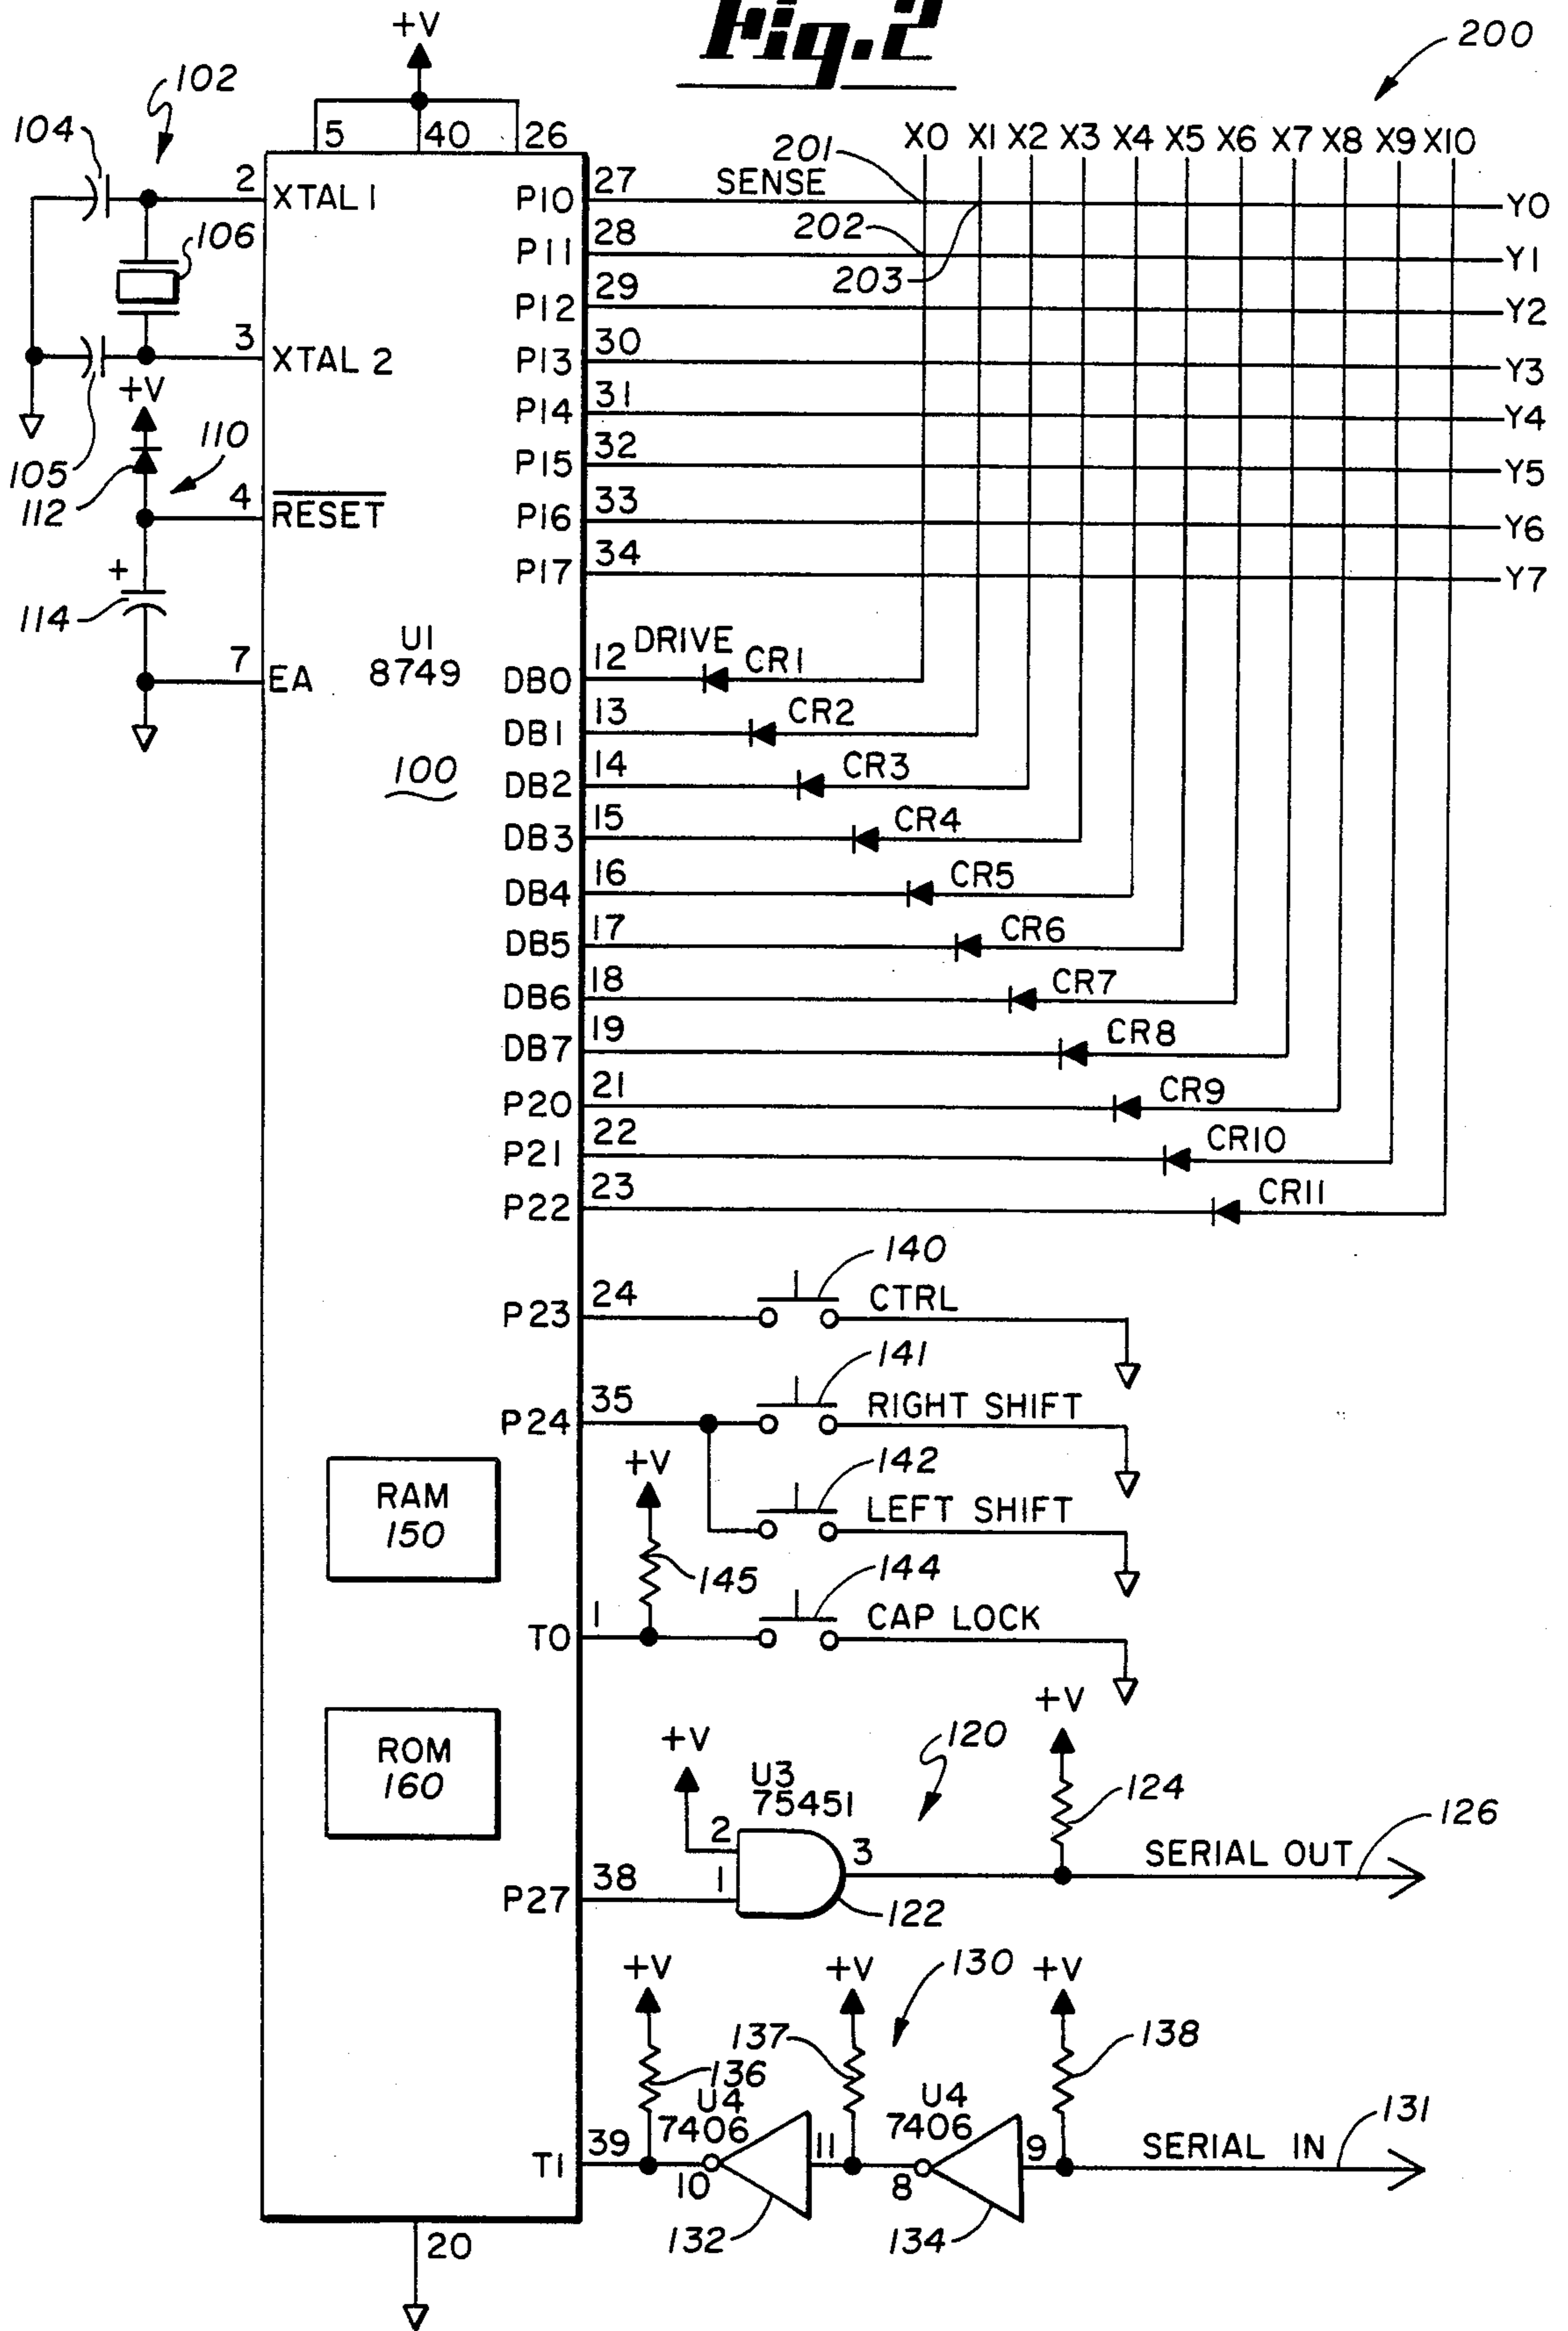 Fig. 2
200
+V
102
104
5 40 26
X0 X1 X2 X3 X4 X5 X6 X7 X8 X9 X10
201
2 XTAL 1
P10 27 SENSE Y0
106
202
P11 28 Y1
203
P12 29 Y2
3 XTAL 2
P13 30 Y3
+V
P14 31 Y4
105
110
P15 32 Y5
112
4 RESET
P16 33 Y6
P17 34 Y7
+
114
U1
8749
7 EA
DB0 12 DRIVE CR1
DB1 13 CR2
100
DB2 14 CR3
DB3 15 CR4
DB4 16 CR5
DB5 17 CR6
DB6 18 CR7
DB7 19 CR8
P20 21 CR9
P21 22 CR10
P22 23 CR11
140
P23 24 CTRL
141
P24 35 RIGHT SHIFT
+V
142
LEFT SHIFT
RAM
150
145
144
T0 1 CAP LOCK
+V
+V
120
ROM
160
U3
75451
124
126
2
3 SERIAL OUT
1
P27 38
122
+V +V +V
130
137
138
136
U4
7406
U4
7406
131
T1 39
10
11
8
9
SERIAL IN
132
134
20